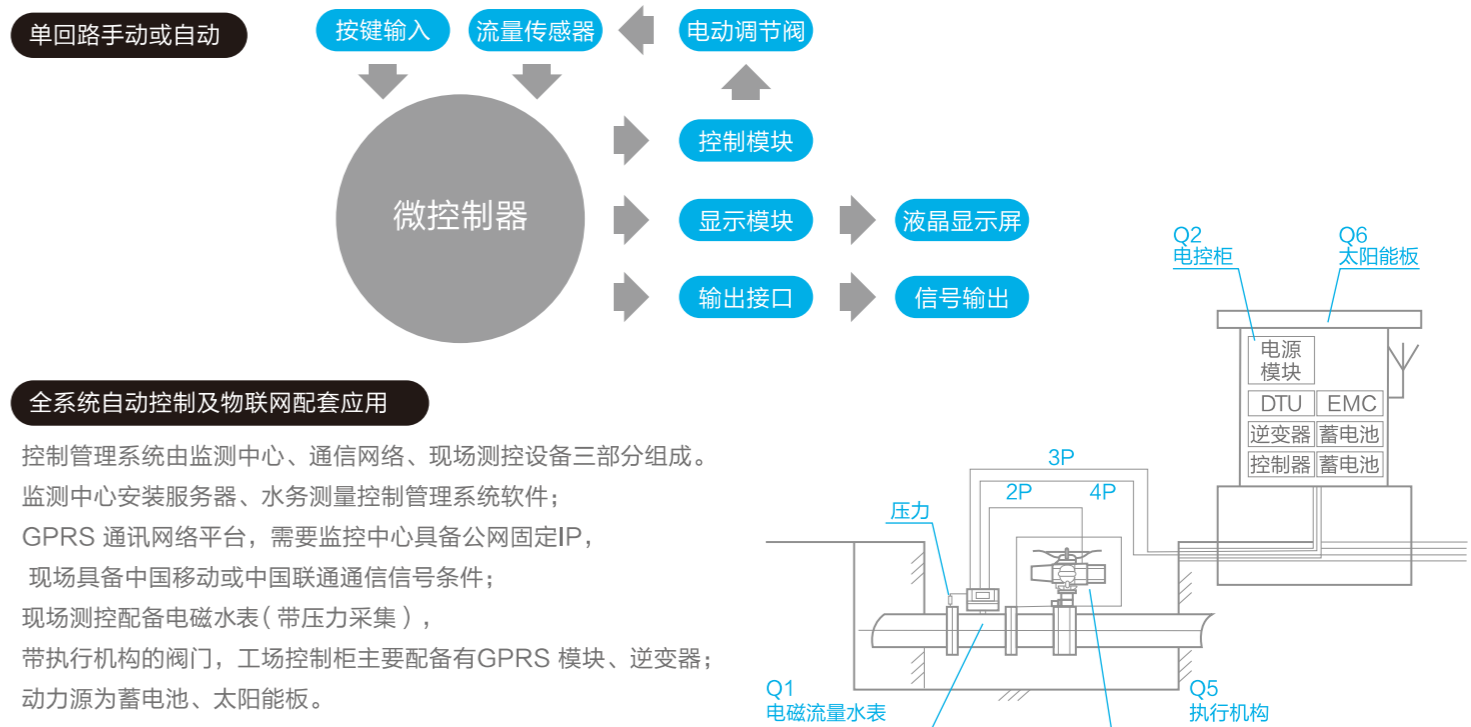 单回路手动或自动
按键输入
流量传感器
电动调节阀
控制模块
微控制器
显示模块
液晶显示屏
输出接口
信号输出
全系统自动控制及物联网配套应用
控制管理系统由监测中心、通信网络、现场测控设备三部分组成。
监测中心安装服务器、水务测量控制管理系统软件；
GPRS 通讯网络平台，需要监控中心具备公网固定IP，
现场具备中国移动或中国联通通信信号条件；
现场测控配备电磁水表（带压力采集），
带执行机构的阀门，工场控制柜主要配备有GPRS 模块、逆变器；
动力源为蓄电池、太阳能板。
Q2
电控柜
Q6
太阳能板
电源
模块
DTU
EMC
逆变器
蓄电池
控制器
蓄电池
3P
2P
4P
压力
Q1
电磁流量水表
Q5
执行机构